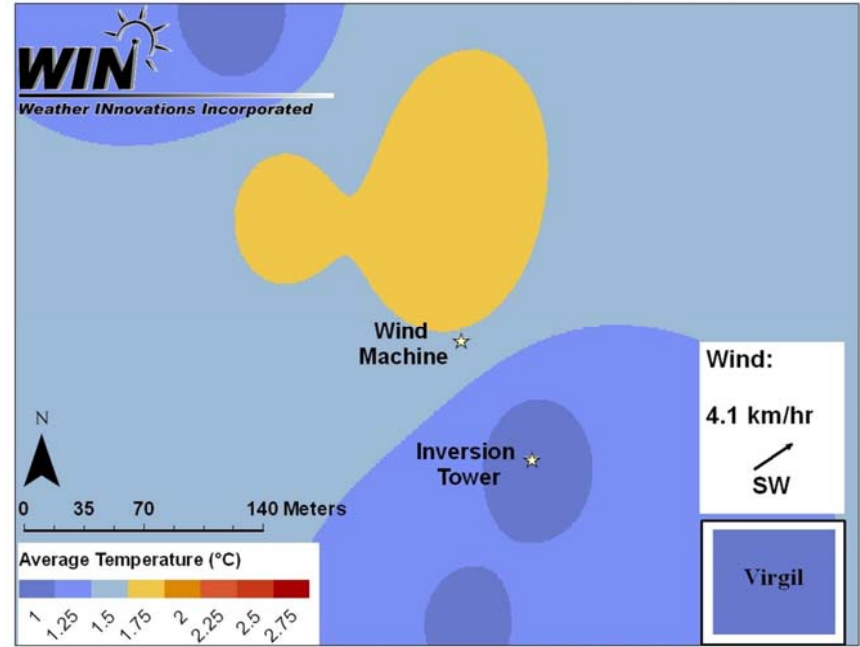 WIN
Weather INnovations Incorporated
Wind
Machine
Inversion
Tower
N
0 35 70 140 Meters
Average Temperature (°C)
1 1.25 1.5 1.75 2 2.25 2.5 2.75
Wind:
4.1 km/hr
SW
Virgil